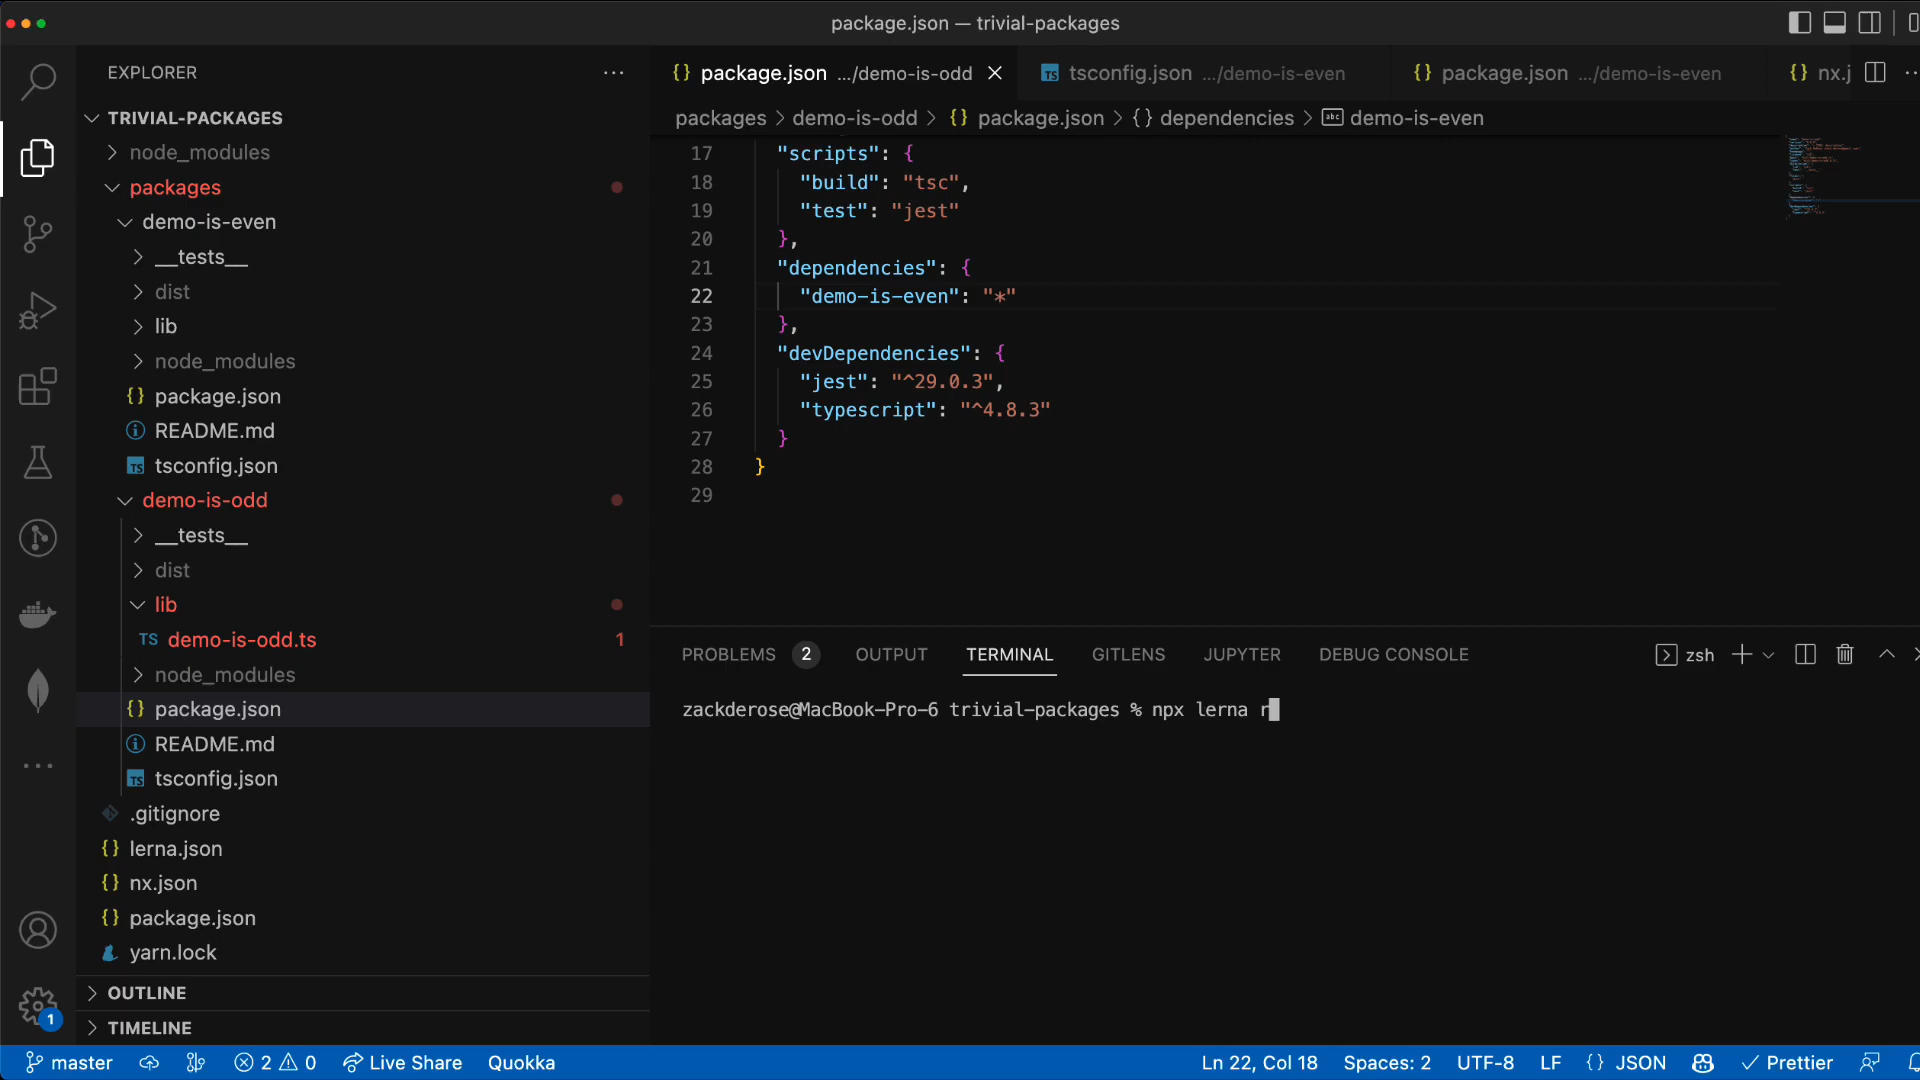 package.json — trivial-packages
EXPLORER
TRIVIAL-PACKAGES
node_modules
packages
demo-is-even
__tests__
dist
lib
node_modules
package.json
README.md
tsconfig.json
demo-is-odd
__tests__
dist
lib
TS demo-is-odd.ts 1
node_modules
package.json
README.md
tsconfig.json
.gitignore
lerna.json
nx.json
package.json
yarn.lock
OUTLINE
TIMELINE
1
{} package.json .../demo-is-odd
TS tsconfig.json .../demo-is-even
{} package.json .../demo-is-even
{} nx.j
packages > demo-is-odd > {} package.json > {} dependencies > abc demo-is-even
17 "scripts": {
18 "build": "tsc",
19 "test": "jest"
20 },
21 "dependencies": {
22 "demo-is-even": "*"
23 },
24 "devDependencies": {
25 "jest": "^29.0.3",
26 "typescript": "^4.8.3"
27 }
28 }
29
PROBLEMS 2 OUTPUT TERMINAL GITLENS JUPYTER DEBUG CONSOLE
zsh
zackderose@MacBook-Pro-6 trivial-packages % npx lerna r
master 2 0 Live Share Quokka
Ln 22, Col 18 Spaces: 2 UTF-8 LF {} JSON Prettier